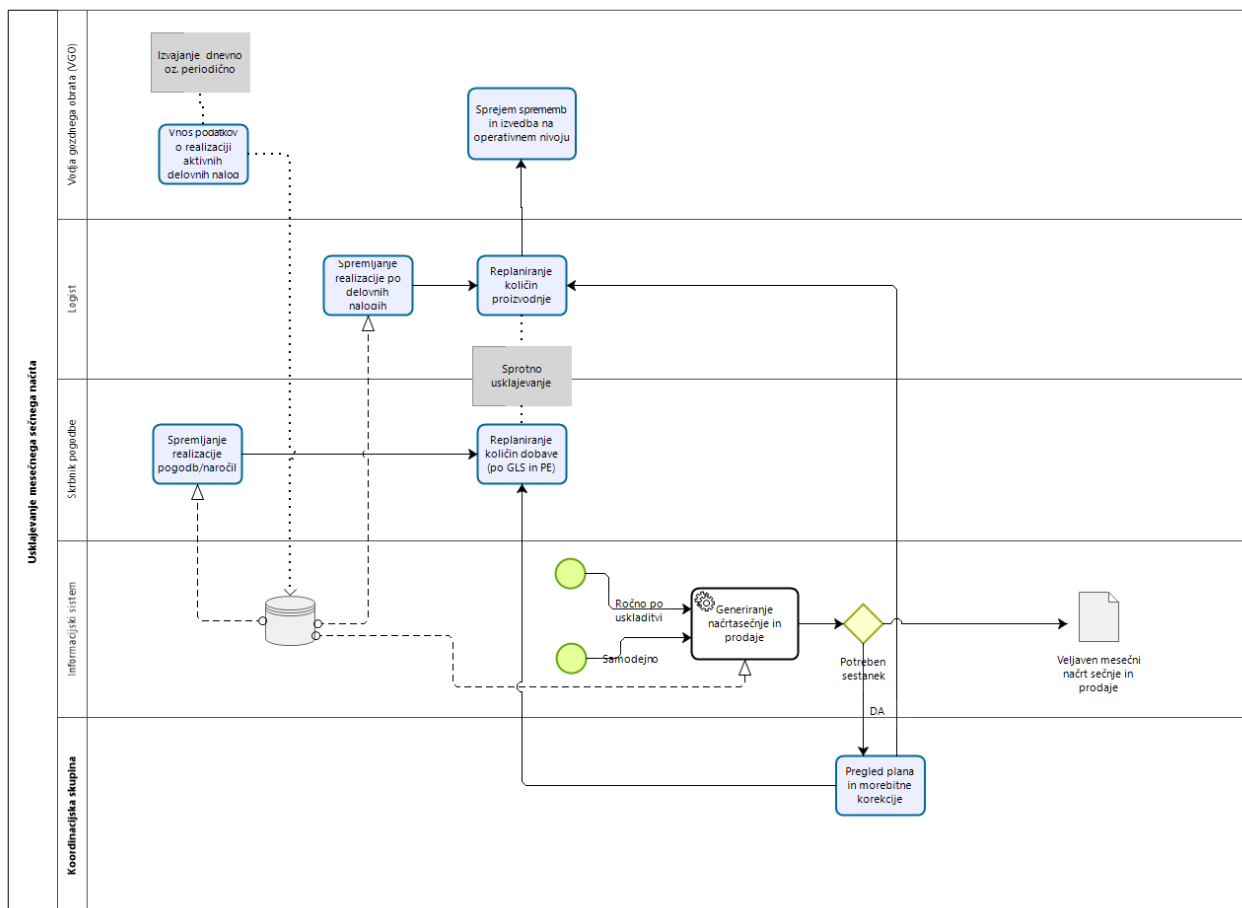 Usklajevanje mesečnega sečnega načrta
Vodja gozdnega obrata (VGO)
Izvajanje dnevno
oz. periodično
Vnos podatkov
o realizaciji
aktivnih
delovnih nalog
Sprejem sprememb
in izvedba na
operativnem nivoju
Logist
Spremljanje
realizacije po
delovnih
nalogih
Replaniranje
količin
proizvodnje
Sprotno
usklajevanje
Skrbnik pogodbe
Spremljanje
realizacije
pogodb/naročil
Replaniranje
količin dobave
(po GLS in PE)
Informacijski sistem
Ročno po
uskladitvi
Samodejno
Generiranje
načrtasečnje in
prodaje
Potreben
sestanek
DA
Veljaven mesečni
načrt sečnje in
prodaje
Koordinacijska skupina
Pregled plana
in morebitne
korekcije